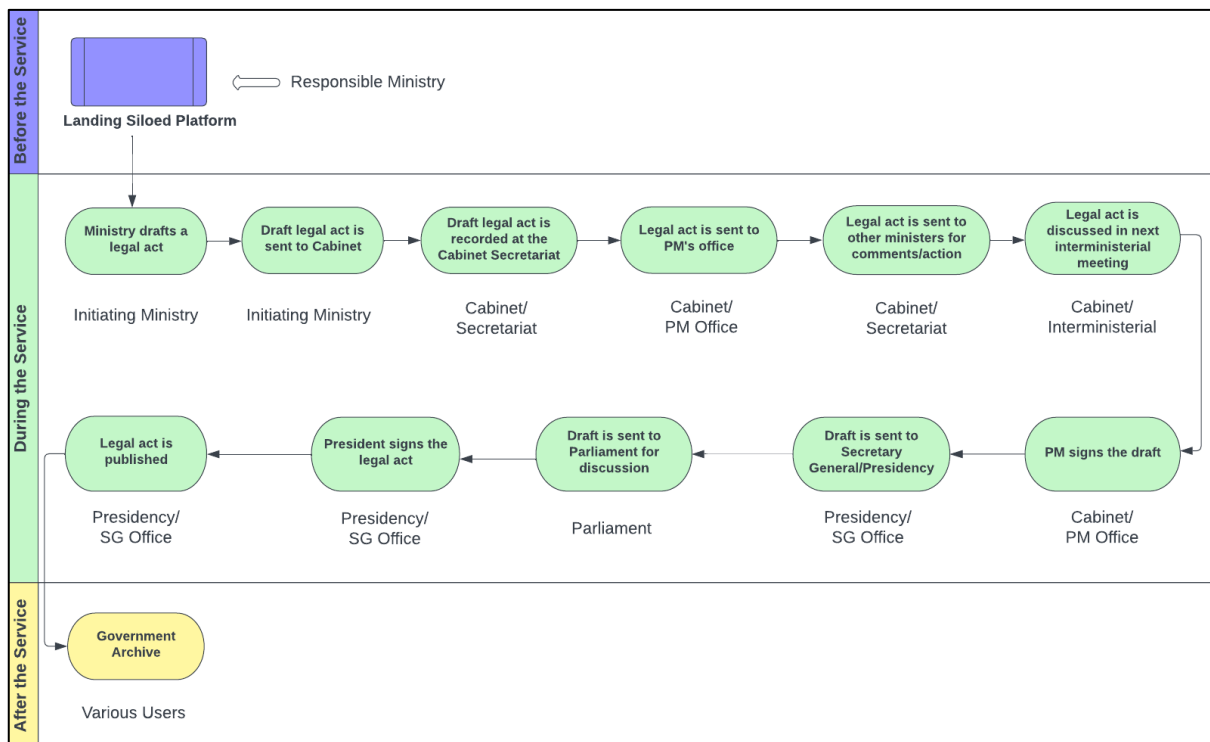 Before the Service
Responsible Ministry
Landing Siloed Platform
During the Service
Ministry drafts a
legal act
Initiating Ministry
Draft legal act is
sent to Cabinet
Initiating Ministry
Draft legal act is
recorded at the
Cabinet Secretariat
Cabinet/
Secretariat
Legal act is sent to
PM's office
Cabinet/
PM Office
Legal act is sent to
other ministers for
comments/action
Cabinet/
Secretariat
Legal act is
discussed in next
interministerial
meeting
Cabinet/
Interministerial
PM signs the draft
Cabinet/
PM Office
Draft is sent to
Secretary
General/Presidency
Presidency/
SG Office
Draft is sent to
Parliament for
discussion
Parliament
President signs the
legal act
Presidency/
SG Office
Legal act is
published
Presidency/
SG Office
After the Service
Government
Archive
Various Users